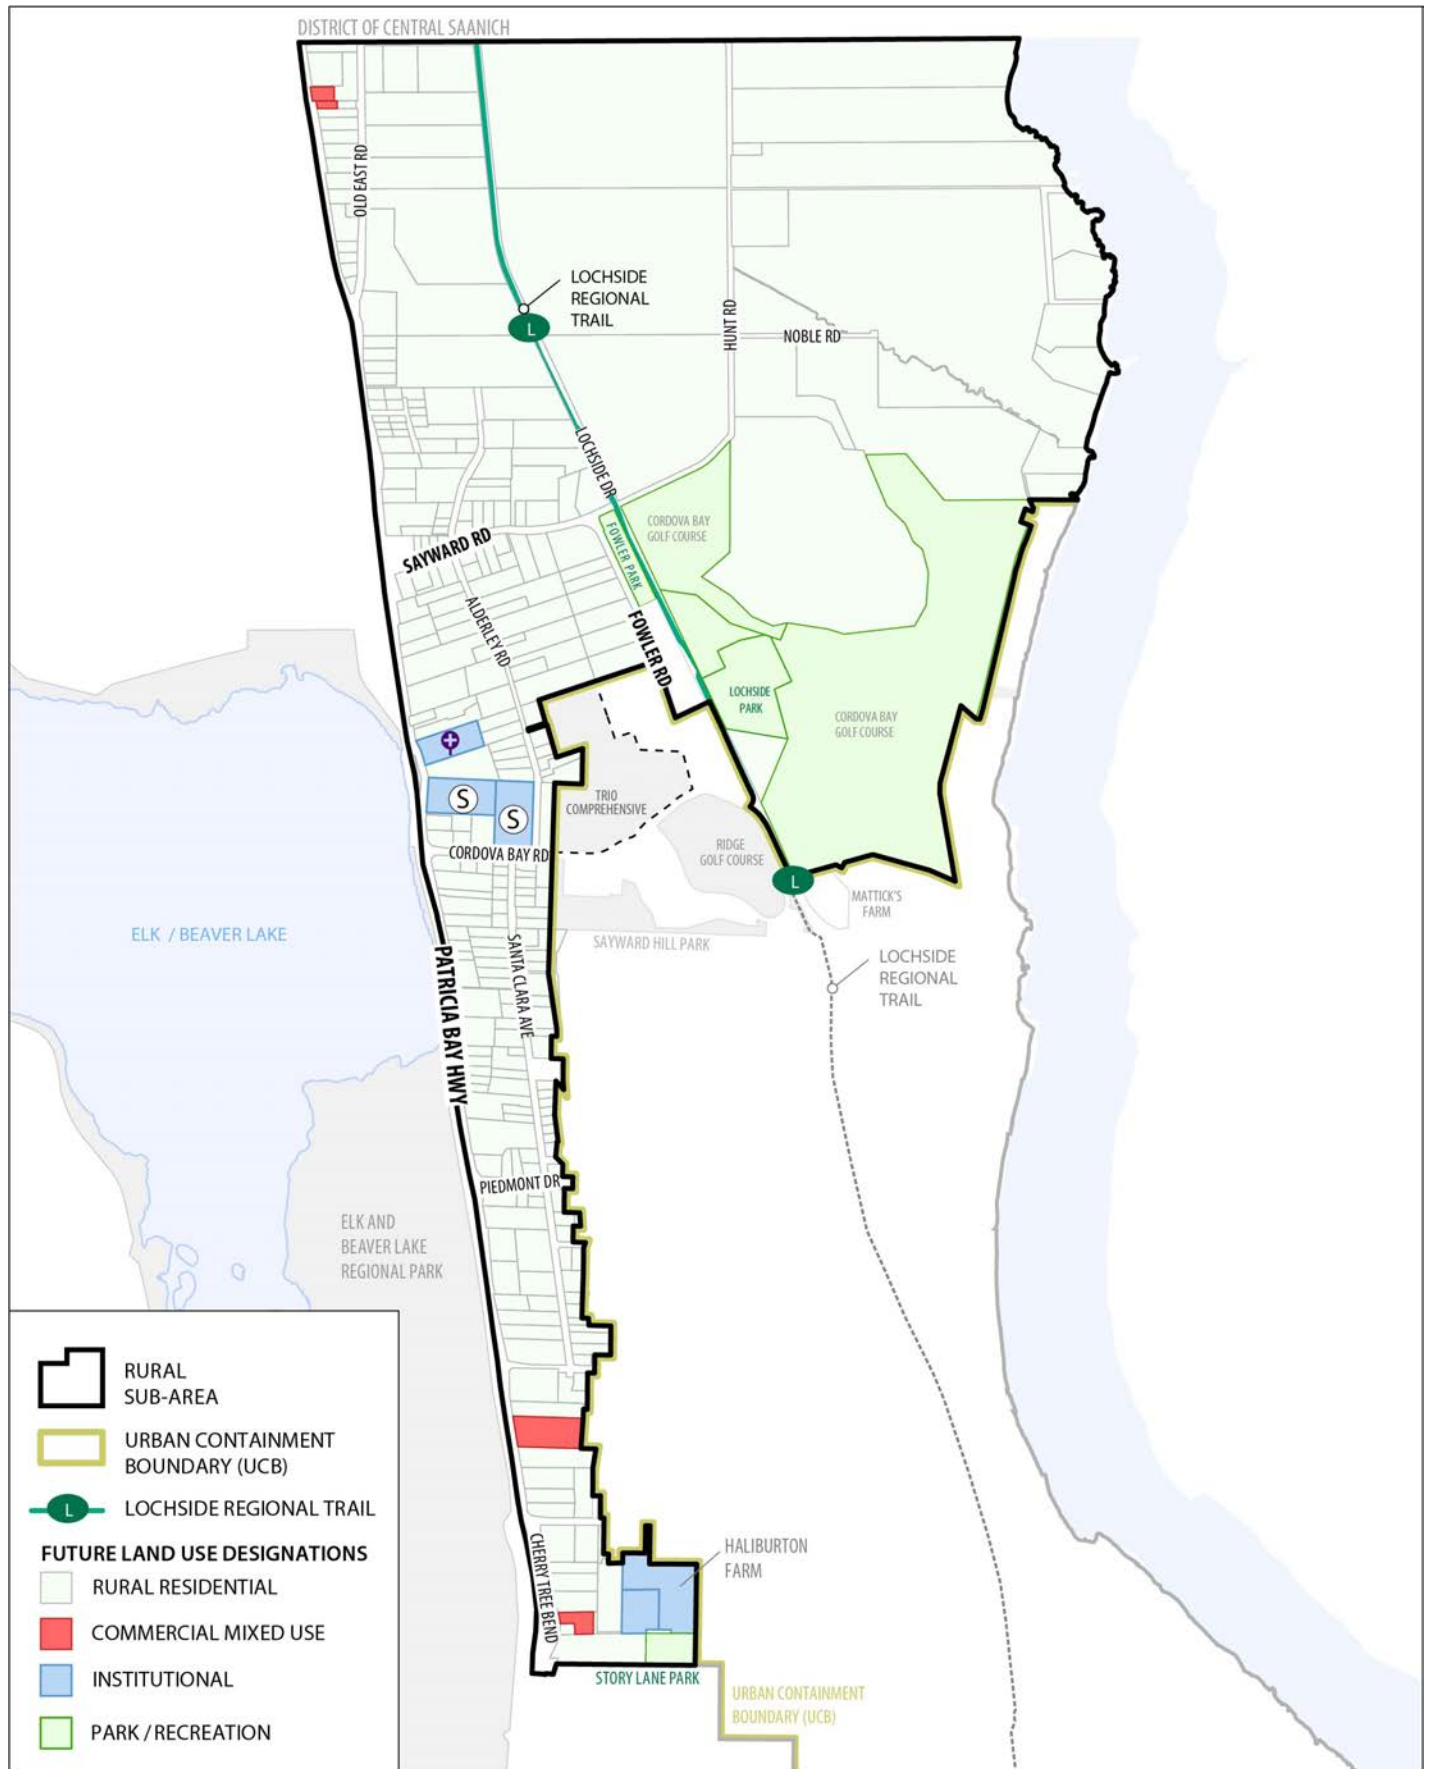 DISTRICT OF CENTRAL SAANICH
OLD EAST RD
LOCHSIDE
REGIONAL
TRAIL
L
HUNT RD
NOBLE RD
LOCHSIDE DR
CORDOVA BAY
GOLF COURSE
SAYWARD RD
FOWLER PARK
ALDERLEY RD
FOWLER RD
LOCHSIDE
PARK
CORDOVA BAY
GOLF COURSE
TRIO
COMPREHENSIVE
S
S
CORDOVA BAY RD
RIDGE
GOLF COURSE
L
MATTICK'S
FARM
ELK / BEAVER LAKE
SAYWARD HILL PARK
PATRICIA BAY HWY
SANTA CLARA AVE
LOCHSIDE
REGIONAL
TRAIL
PIEDMONT DR
ELK AND
BEAVER LAKE
REGIONAL PARK
CHERRY TREE BEND
HALIBURTON
FARM
STORY LANE PARK
URBAN CONTAINMENT
BOUNDARY (UCB)
RURAL
SUB-AREA
URBAN CONTAINMENT
BOUNDARY (UCB)
L
LOCHSIDE REGIONAL TRAIL
FUTURE LAND USE DESIGNATIONS
RURAL RESIDENTIAL
COMMERCIAL MIXED USE
INSTITUTIONAL
PARK / RECREATION